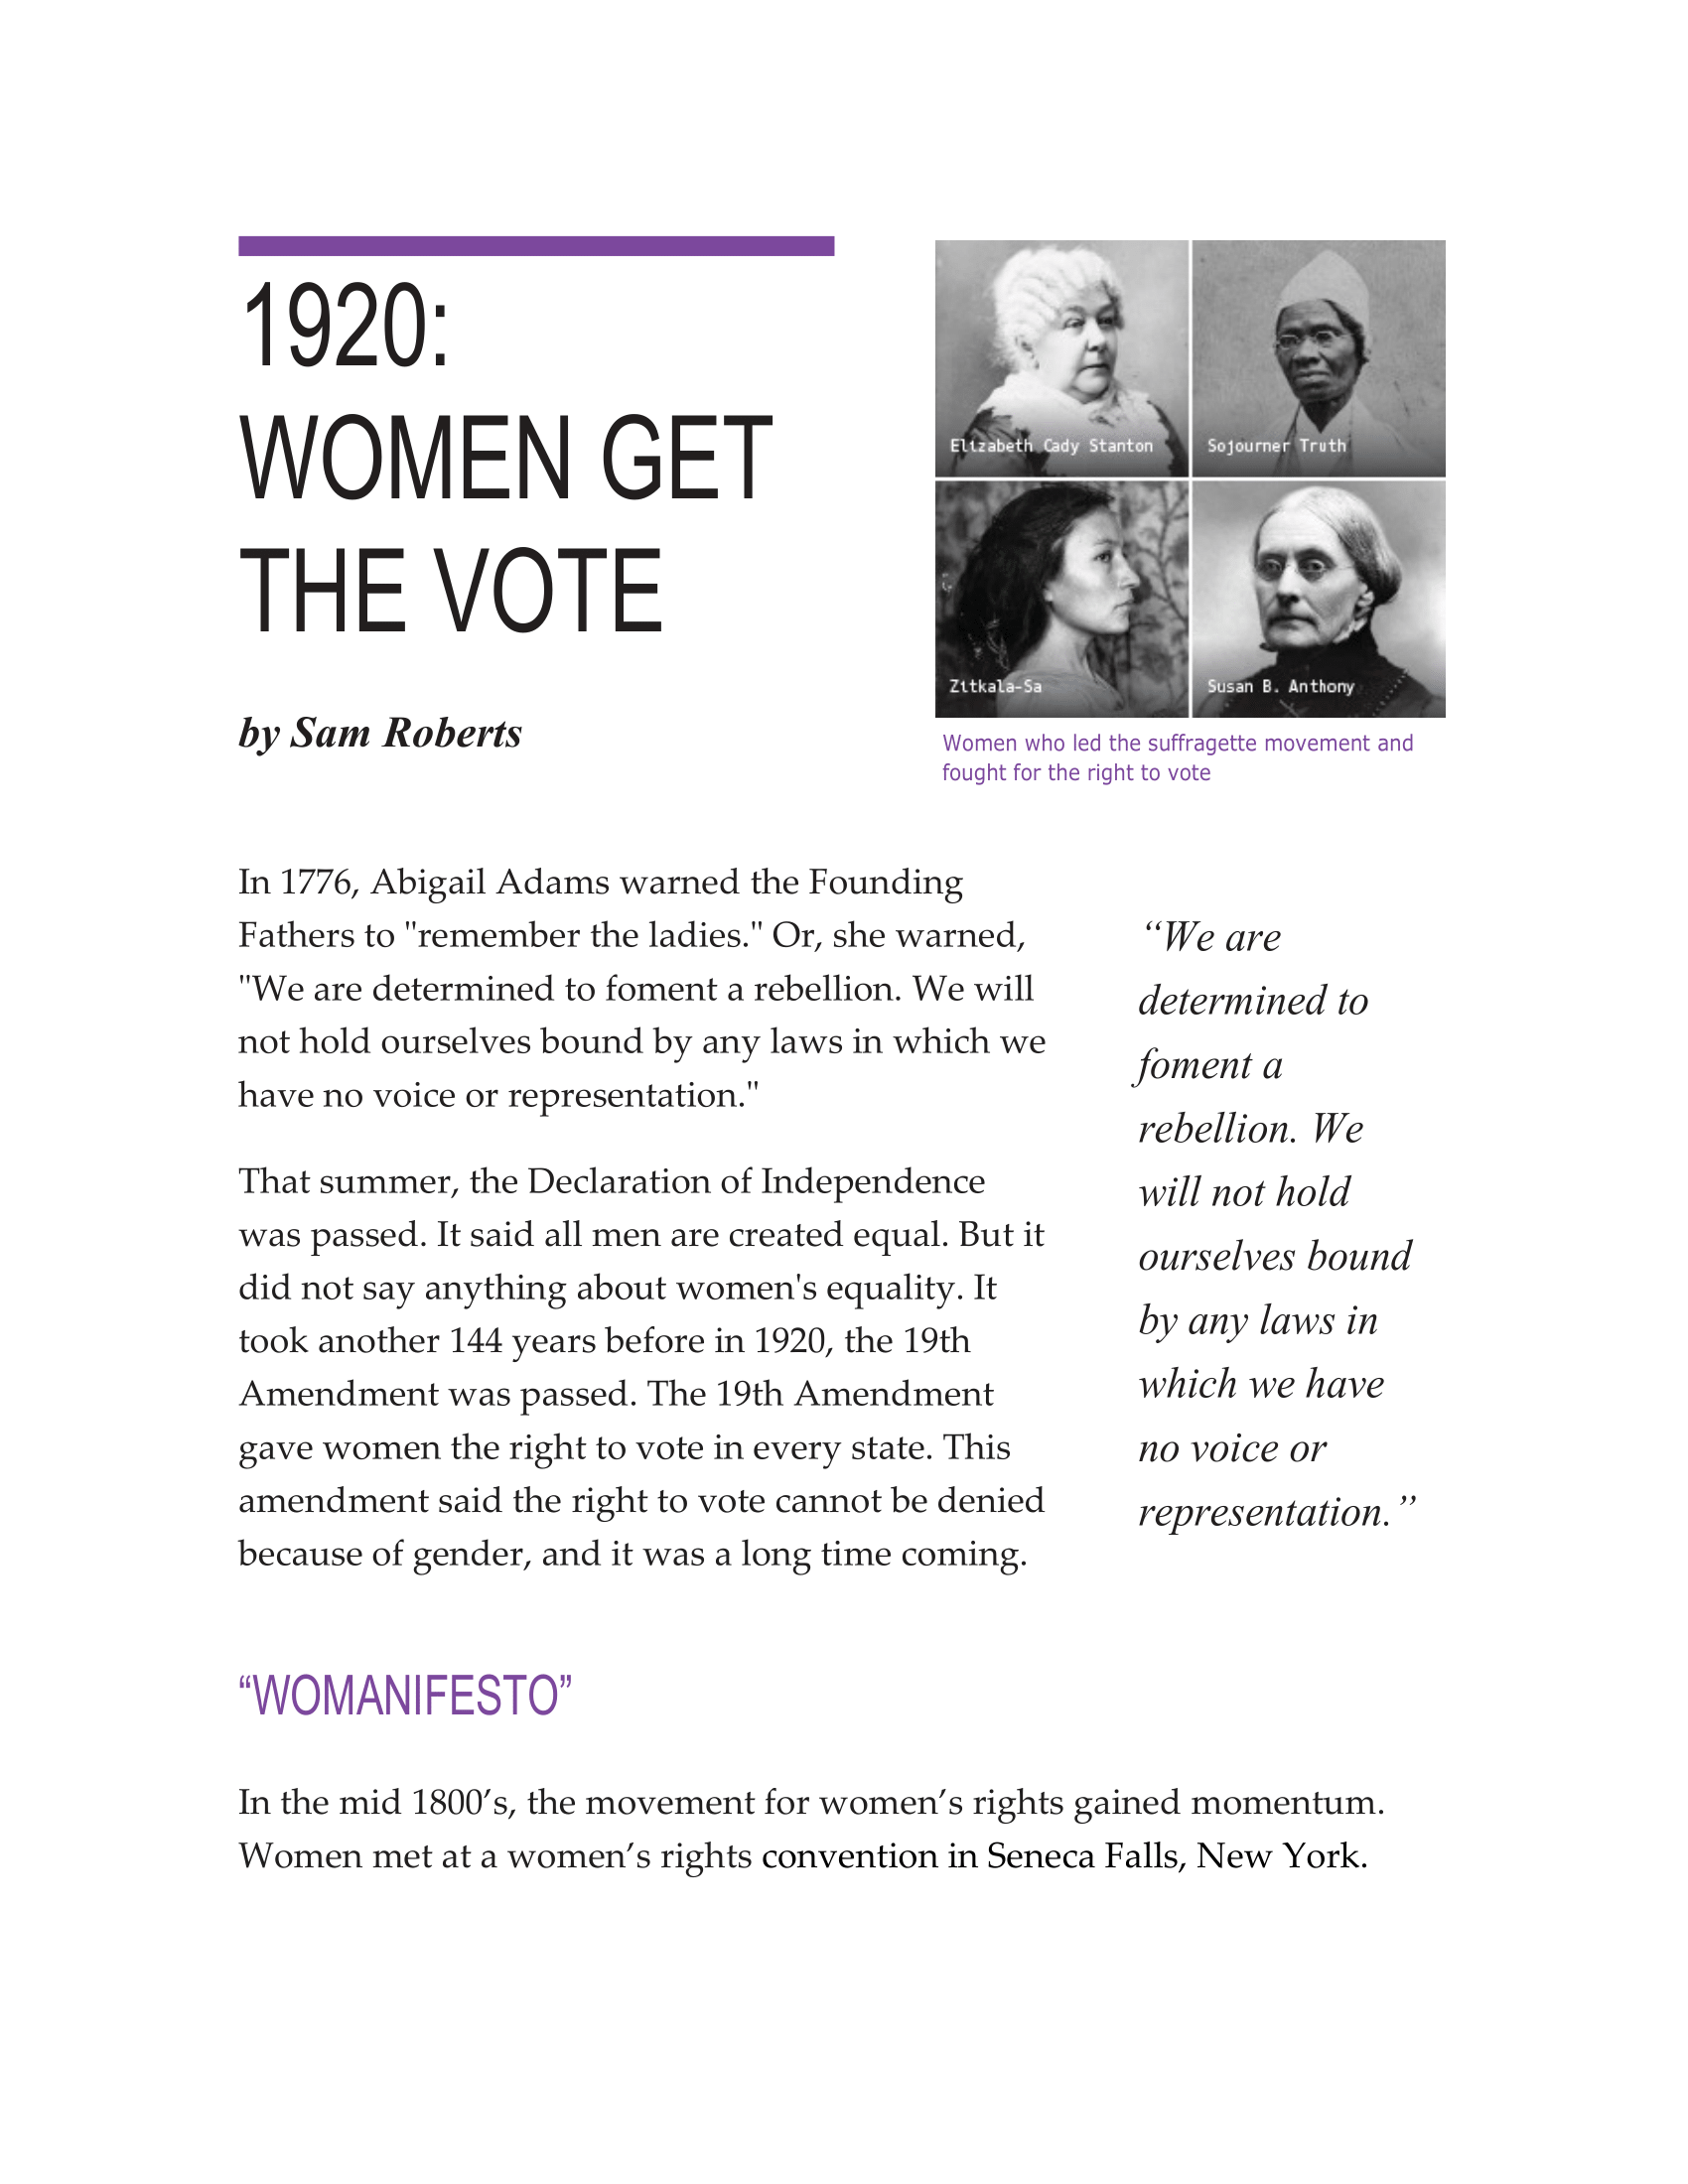 1920:
WOMEN GET
THE VOTE
by Sam Roberts
Elizabeth Cady Stanton
Sojourner Truth
Zitkala-Sa
Susan B. Anthony
Women who led the suffragette movement and
fought for the right to vote
In 1776, Abigail Adams warned the Founding
Fathers to "remember the ladies." Or, she warned,
"We are determined to foment a rebellion. We will
not hold ourselves bound by any laws in which we
have no voice or representation."
That summer, the Declaration of Independence
was passed. It said all men are created equal. But it
did not say anything about women's equality. It
took another 144 years before in 1920, the 19th
Amendment was passed. The 19th Amendment
gave women the right to vote in every state. This
amendment said the right to vote cannot be denied
because of gender, and it was a long time coming.
“We are
determined to
foment a
rebellion. We
will not hold
ourselves bound
by any laws in
which we have
no voice or
representation.”
“WOMANIFESTO”
In the mid 1800’s, the movement for women’s rights gained momentum.
Women met at a women’s rights convention in Seneca Falls, New York.